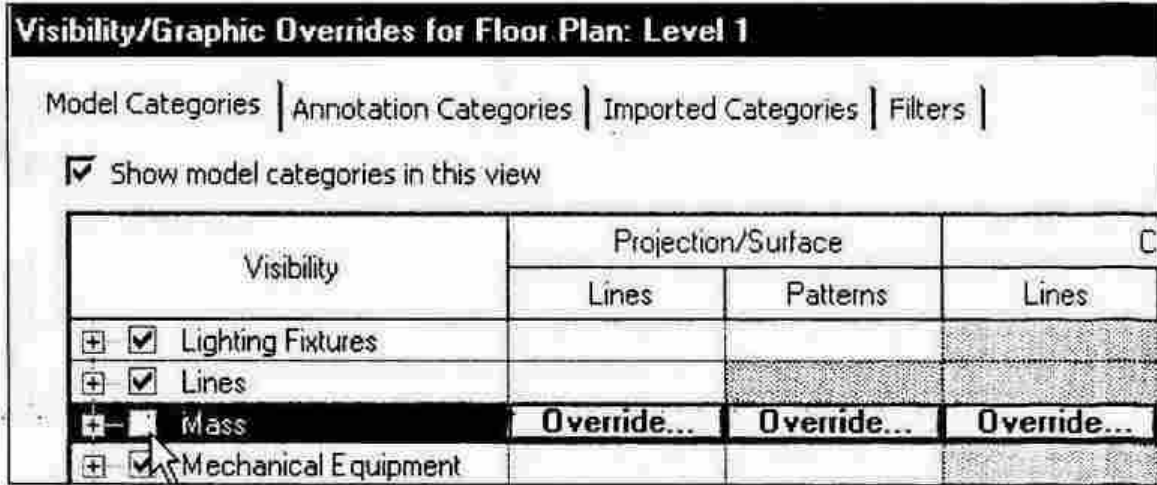 Visibility/Graphic Overrides for Floor Plan: Level 1
Model Categories Annotation Categories Imported Categories Filters
Show model categories in this view
Visibility Projection/Surface C
Lines Patterns Lines
Lighting Fixtures
Lines
Mass Override... Override... Override...
Mechanical Equipment